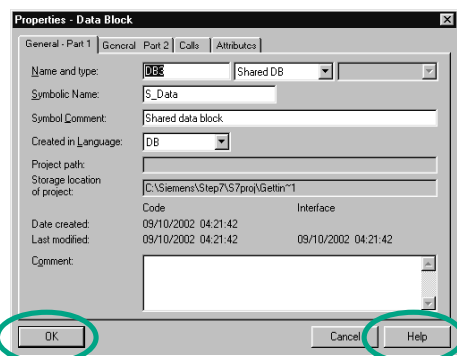 Properties - Data Block
General - Part 1 General Part 2 Calls Attributes
Name and type: DB3 Shared DB
Symbolic Name: S_Data
Symbol Comment: Shared data block
Created in Language: DB
Project path:
Storage location
of project: C:\Siemens\Step7\S7proj\Gettin~1
Code Interface
Date created: 09/10/2002 04:21:42
Last modified: 09/10/2002 04:21:42 09/10/2002 04:21:42
Comment:
OK Cancel Help